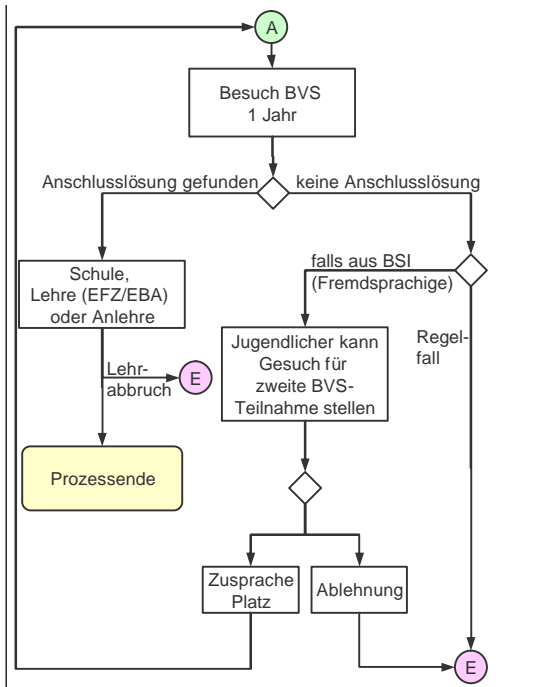 A
Besuch BVS
1 Jahr
Anschlusslösung gefunden
keine Anschlusslösung
Schule,
Lehre (EFZ/EBA)
oder Anlehre
falls aus BSI
(Fremdsprachige)
Regel-
fall
Jugendlicher kann
Gesuch für
zweite BVS-
Teilnahme stellen
Lehr-
abbruch
E
Prozessende
Zusprache
Platz
Ablehnung
E